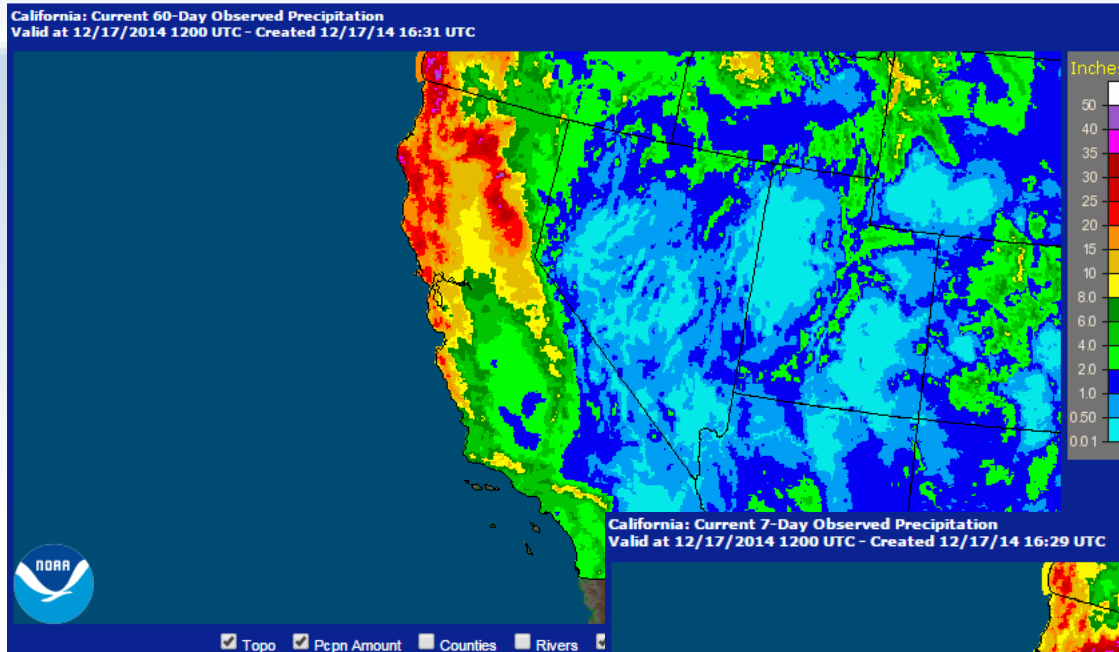 California: Current 60-Day Observed Precipitation
Valid at 12/17/2014 1200 UTC - Created 12/17/14 16:31 UTC
Inche
50
40
35
30
25
20
15
10
8.0
6.0
4.0
2.0
1.0
0.50
0.01
California: Current 7-Day Observed Precipitation
Valid at 12/17/2014 1200 UTC - Created 12/17/14 16:29 UTC
NOAA
Topo Pcpn Amount Counties Rivers